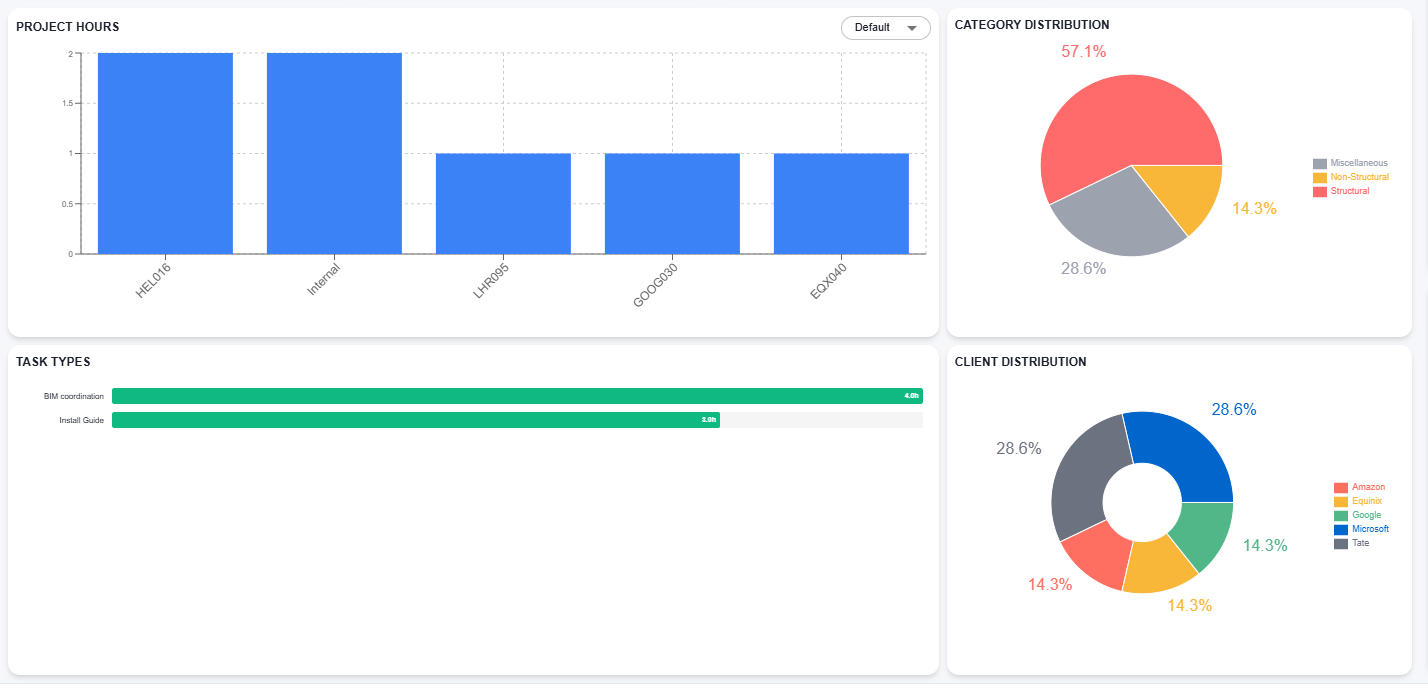 PROJECT HOURS
Default
2
1.5
1
0.5
0
HEL016
Internal
LHR095
GOOG030
EQX040
CATEGORY DISTRIBUTION
57.1%
14.3%
28.6%
Miscellaneous
Non-Structural
Structural
TASK TYPES
BIM coordination
4.0h
Install Guide
3.0h
CLIENT DISTRIBUTION
28.6%
28.6%
14.3%
14.3%
14.3%
Amazon
Equinix
Google
Microsoft
Tate